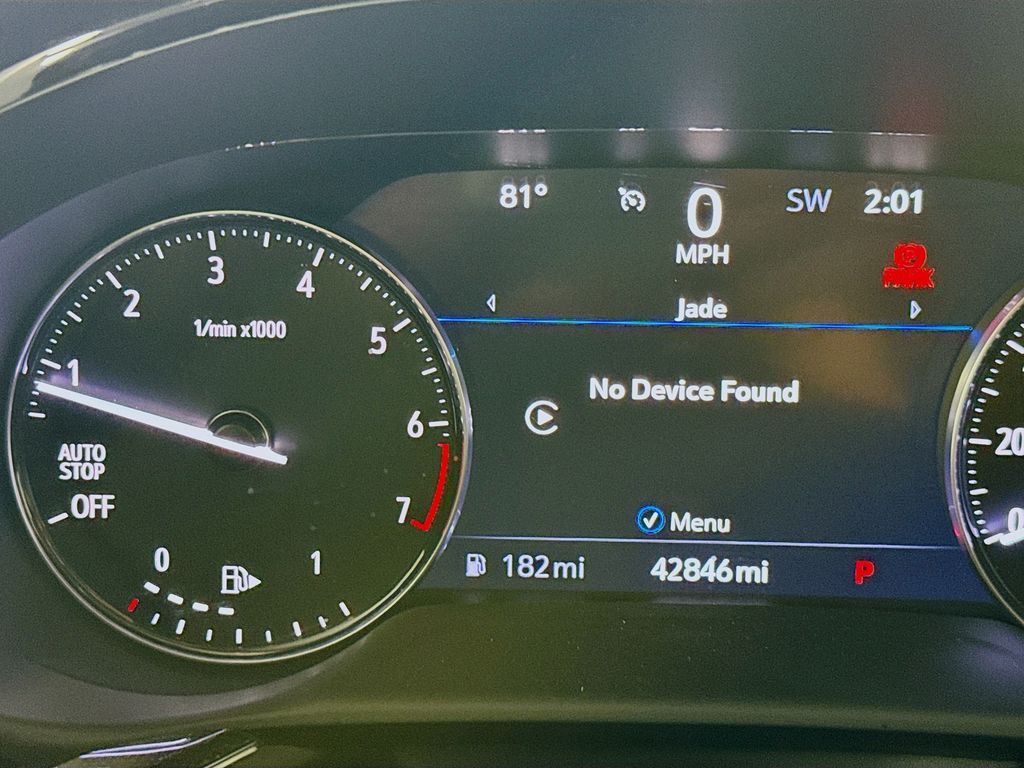 81° 0 SW 2:01
MPH
PARK
Jade
No Device Found
Menu
182mi 42846mi P
1 2 3 4 5 6 7
1/min x1000
AUTO
STOP
OFF
0 1
20
0